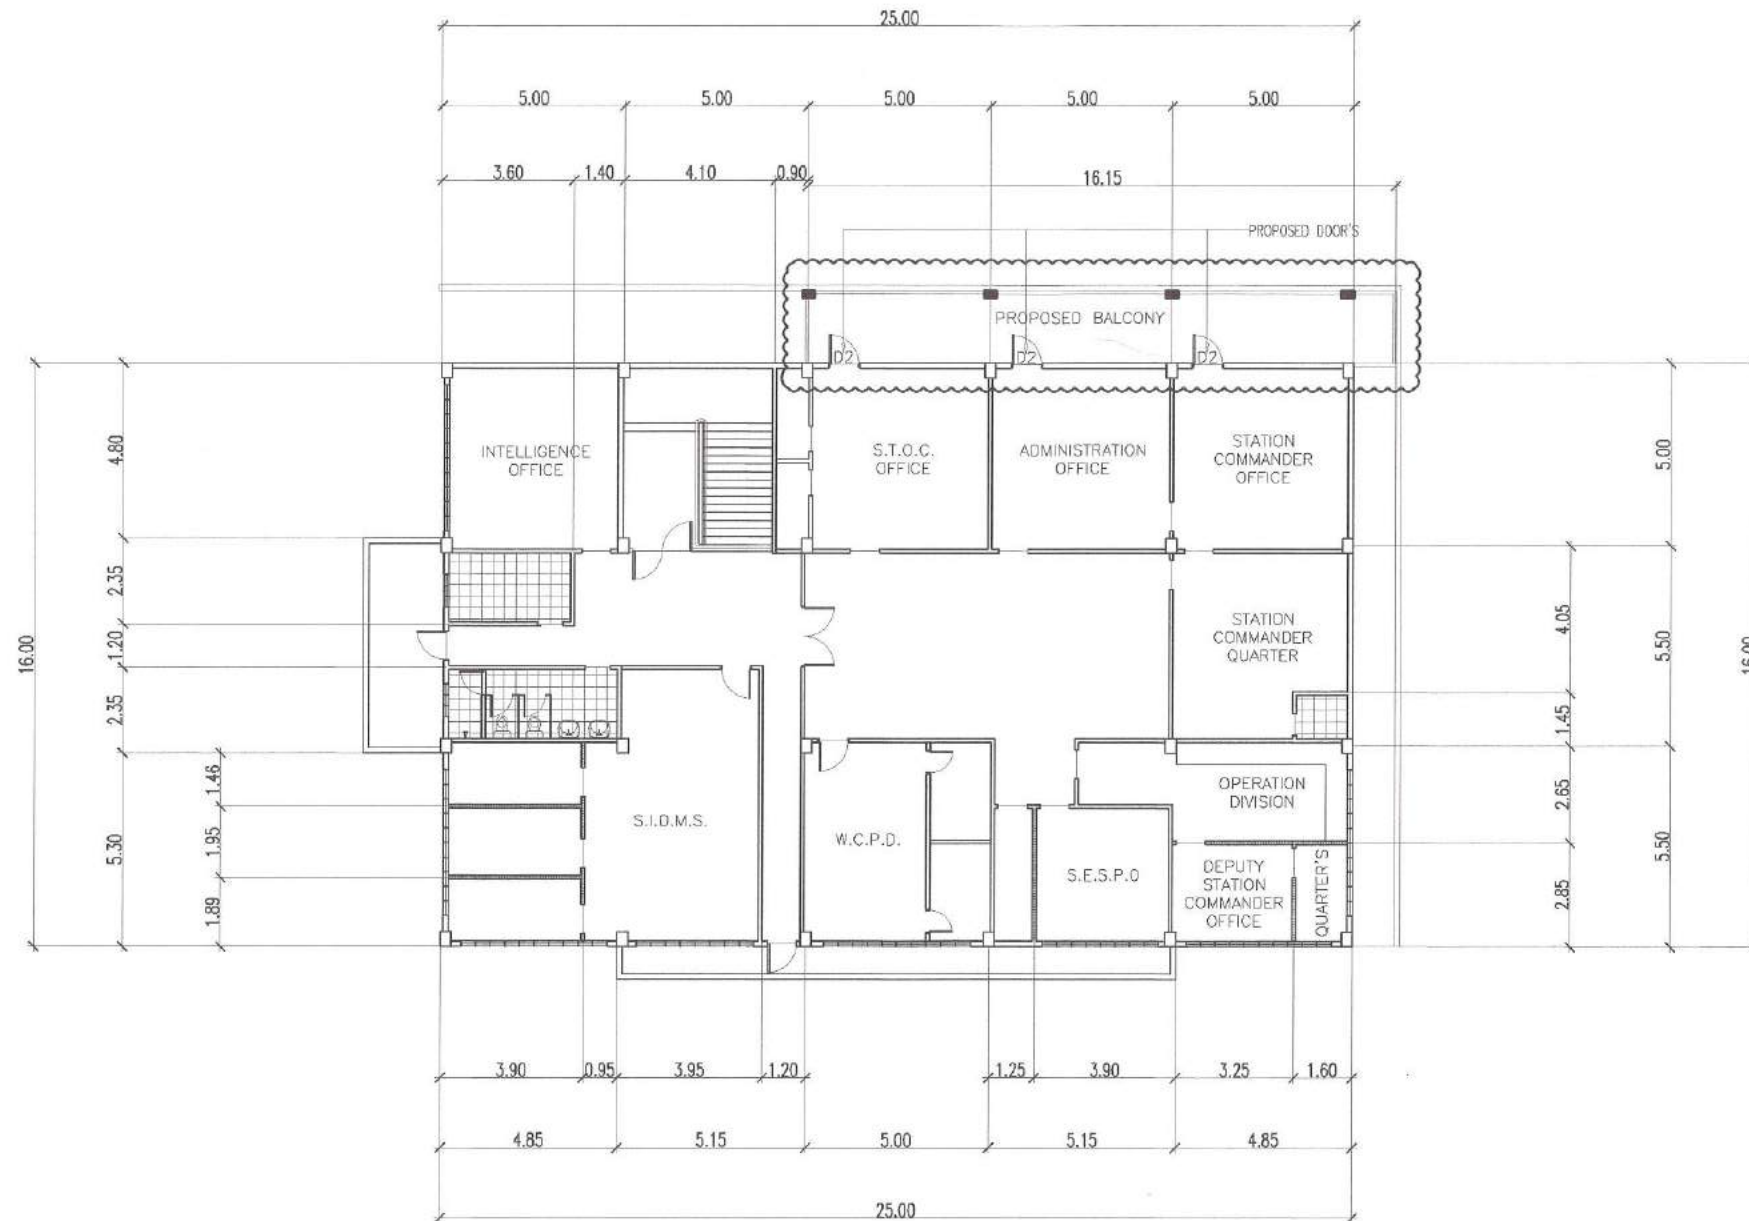 25.00
5.00 5.00 5.00 5.00 5.00
3.60 1.40 4.10 0.90 16.15
PROPOSED DOOR'S
PROPOSED BALCONY
D2 D2 D2
INTELLIGENCE
OFFICE
S.T.O.C.
OFFICE
ADMINISTRATION
OFFICE
STATION
COMMANDER
OFFICE
STATION
COMMANDER
QUARTER
OPERATION
DIVISION
S.I.D.M.S.
W.C.P.D.
S.E.S.P.O
DEPUTY
STATION
COMMANDER
OFFICE
QUARTER'S
16.00
4.80
2.35
1.20
2.35
5.30
1.46
1.95
1.89
4.05
1.45
2.65
2.85
5.00
5.50
5.50
16.00
3.90 0.95 3.95 1.20 1.25 3.90 3.25 1.60
4.85 5.15 5.00 5.15 4.85
25.00